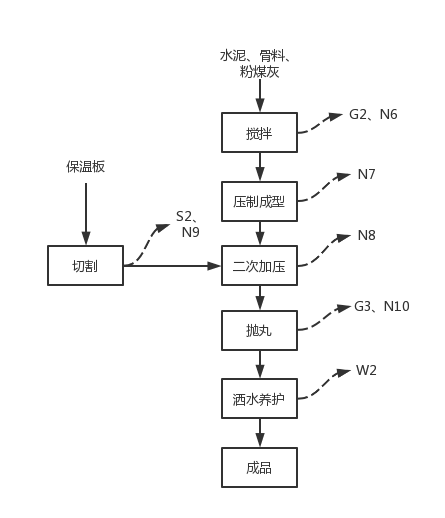 水泥、骨料、
粉煤灰
搅拌
G2、N6
保温板
压制成型
N7
S2、
N9
切割
二次加压
N8
抛丸
G3、N10
洒水养护
W2
成品